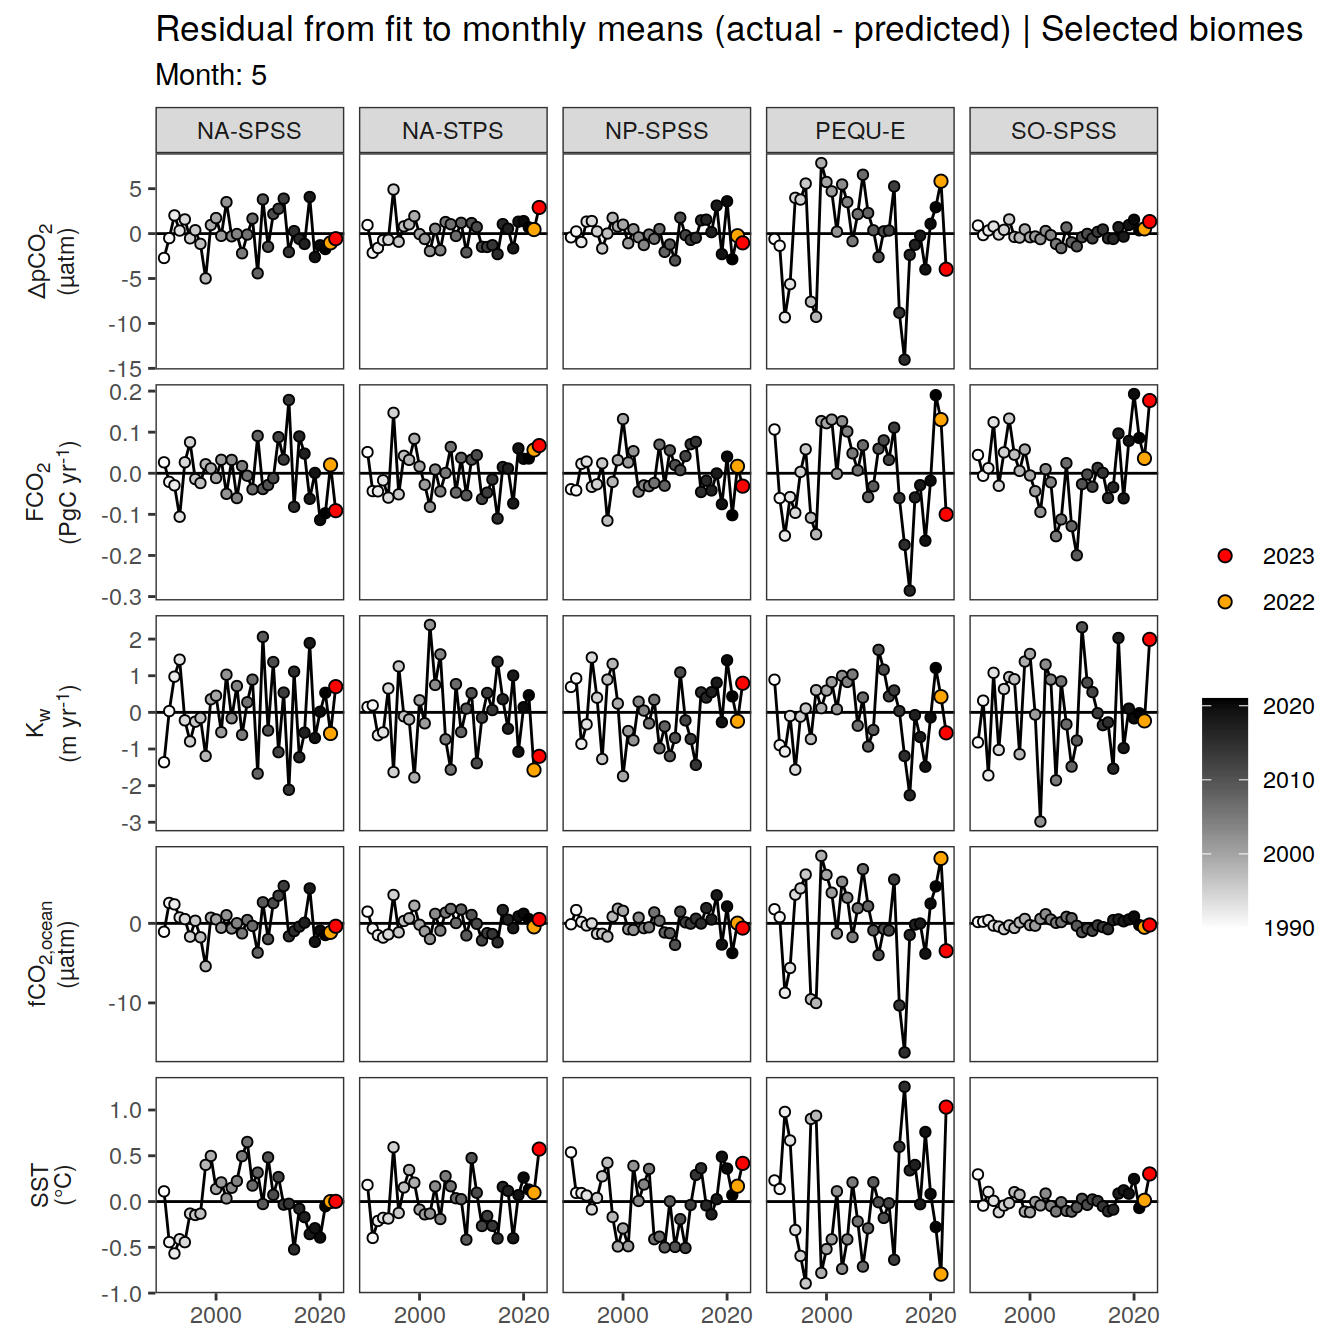 Residual from fit to monthly means (actual - predicted) | Selected biomes
Month: 5
NA-SPSS NA-STPS NP-SPSS PEQU-E SO-SPSS
ΔpCO₂
(µatm)
5
0
-5
-10
-15
FCO₂
(PgC yr⁻¹)
0.2
0.1
0.0
-0.1
-0.2
-0.3
K_w
(m yr⁻¹)
2
1
0
-1
-2
-3
fCO₂,ocean
(µatm)
0
-10
SST
(°C)
1.0
0.5
0.0
-0.5
-1.0
2000 2020 2000 2020 2000 2020 2000 2020 2000 2020
2023
2022
2020
2010
2000
1990